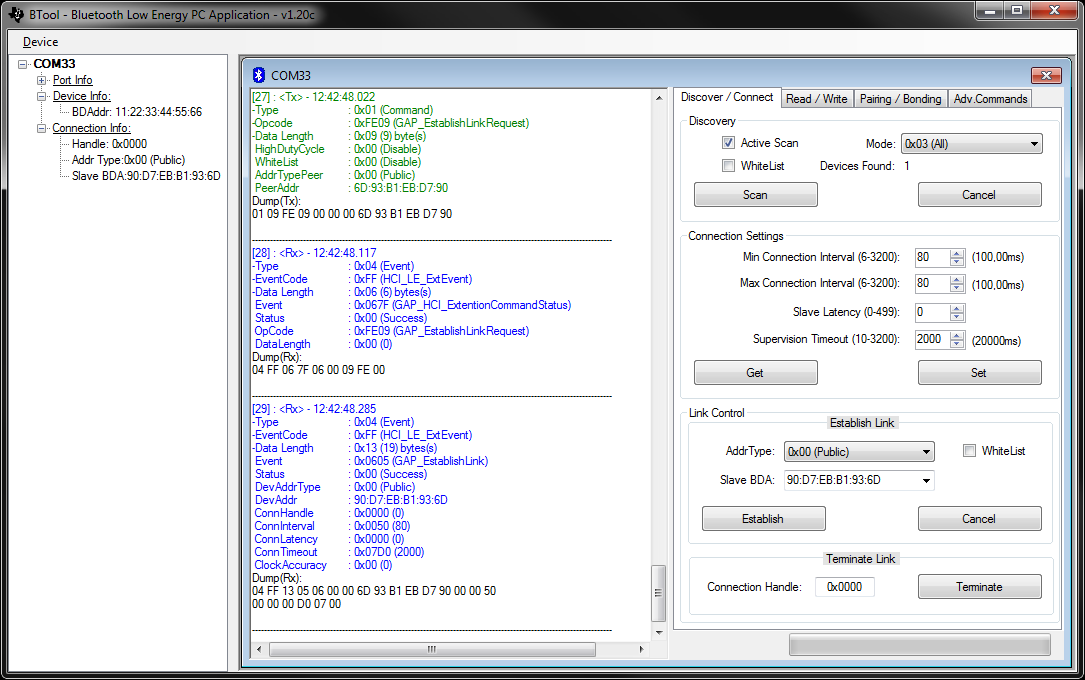 BTool - Bluetooth Low Energy PC Application - v1.20c
Device
COM33
Port Info
Device Info:
BDAddr: 11:22:33:44:55:66
Connection Info:
Handle: 0x0000
Addr Type:0x00 (Public)
Slave BDA:90:D7:EB:B1:93:6D
COM33
[27] : <Tx> - 12:42:48.022
-Type : 0x01 (Command)
-Opcode : 0xFE09 (GAP_EstablishLinkRequest)
-Data Length : 0x09 (9) byte(s)
HighDutyCycle : 0x00 (Disable)
WhiteList : 0x00 (Disable)
AddrTypePeer : 0x00 (Public)
PeerAddr : 6D:93:B1:EB:D7:90
Dump(Tx):
01 09 FE 09 00 00 00 6D 93 B1 EB D7 90
[28] : <Rx> - 12:42:48.117
-Type : 0x04 (Event)
-EventCode : 0xFF (HCI_LE_ExtEvent)
-Data Length : 0x06 (6) bytes(s)
Event : 0x067F (GAP_HCI_ExtentionCommandStatus)
Status : 0x00 (Success)
OpCode : 0xFE09 (GAP_EstablishLinkRequest)
DataLength : 0x00 (0)
Dump(Rx):
04 FF 06 7F 06 00 09 FE 00
[29] : <Rx> - 12:42:48.285
-Type : 0x04 (Event)
-EventCode : 0xFF (HCI_LE_ExtEvent)
-Data Length : 0x13 (19) bytes(s)
Event : 0x0605 (GAP_EstablishLink)
Status : 0x00 (Success)
DevAddrType : 0x00 (Public)
DevAddr : 90:D7:EB:B1:93:6D
ConnHandle : 0x0000 (0)
ConnInterval : 0x0050 (80)
ConnLatency : 0x0000 (0)
ConnTimeout : 0x07D0 (2000)
ClockAccuracy : 0x00 (0)
Dump(Rx):
04 FF 13 05 06 00 00 6D 93 B1 EB D7 90 00 00 50
00 00 00 D0 07 00
Discover / Connect Read / Write Pairing / Bonding Adv.Commands
Discovery
Active Scan Mode: 0x03 (All)
WhiteList Devices Found: 1
Scan Cancel
Connection Settings
Min Connection Interval (6-3200): 80 (100,00ms)
Max Connection Interval (6-3200): 80 (100,00ms)
Slave Latency (0-499): 0
Supervision Timeout (10-3200): 2000 (20000ms)
Get Set
Link Control
Establish Link
AddrType: 0x00 (Public) WhiteList
Slave BDA: 90:D7:EB:B1:93:6D
Establish Cancel
Terminate Link
Connection Handle: 0x0000 Terminate